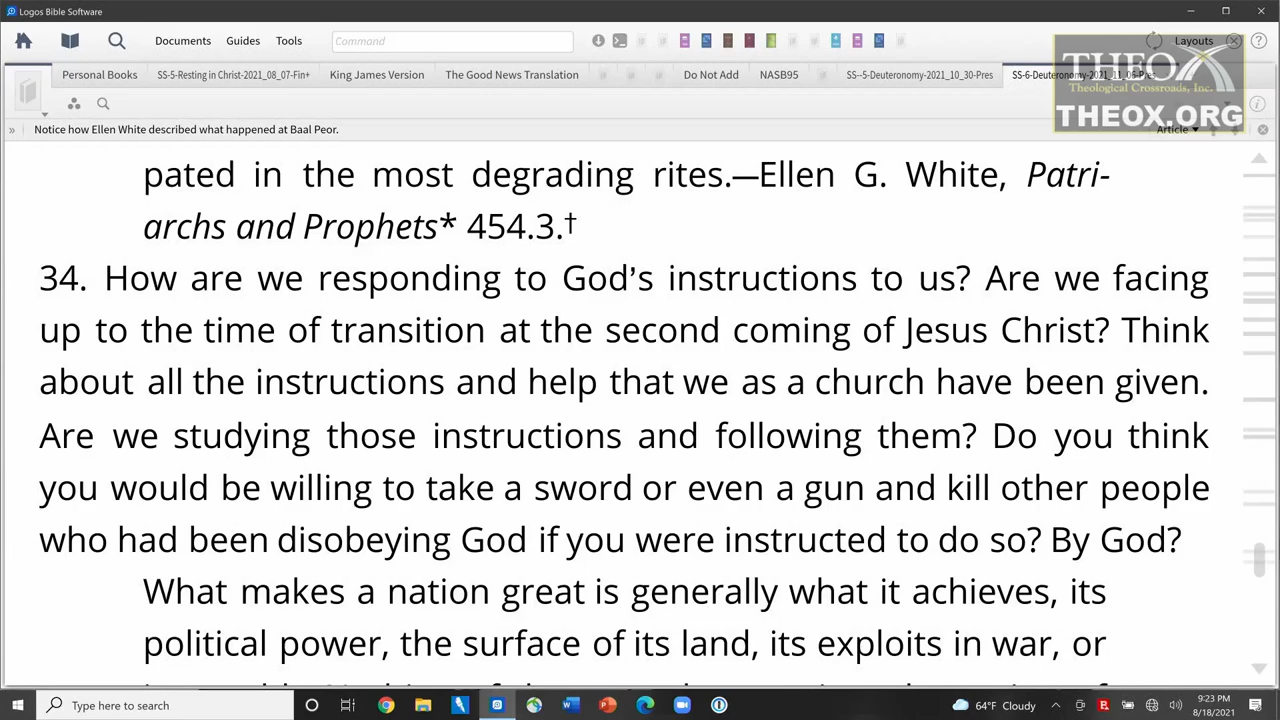 Logos Bible Software
Documents Guides Tools Command Layouts
Personal Books SS-5-Resting in Christ-2021_08_07-Fin+ King James Versi The Good News Translation Do Not Add NASB95 SS--5-Deuteronomy-2021_10_30-Pres SS-6-Deuteronomy-2021_11_06-Pres
THEOX
Theological Crossroads, Inc.
THEOX.ORG
» Notice how Ellen White described what happened at Baal Peor. Article
pated in the most degrading rites.—Ellen G. White, Patri-
archs and Prophets* 454.3.†
34. How are we responding to God’s instructions to us? Are we facing
up to the time of transition at the second coming of Jesus Christ? Think
about all the instructions and help that we as a church have been given.
Are we studying those instructions and following them? Do you think
you would be willing to take a sword or even a gun and kill other people
who had been disobeying God if you were instructed to do so? By God?
What makes a nation great is generally what it achieves, its
political power, the surface of its land, its exploits in war, or
Type here to search 64°F Cloudy 9:23 PM
8/18/2021